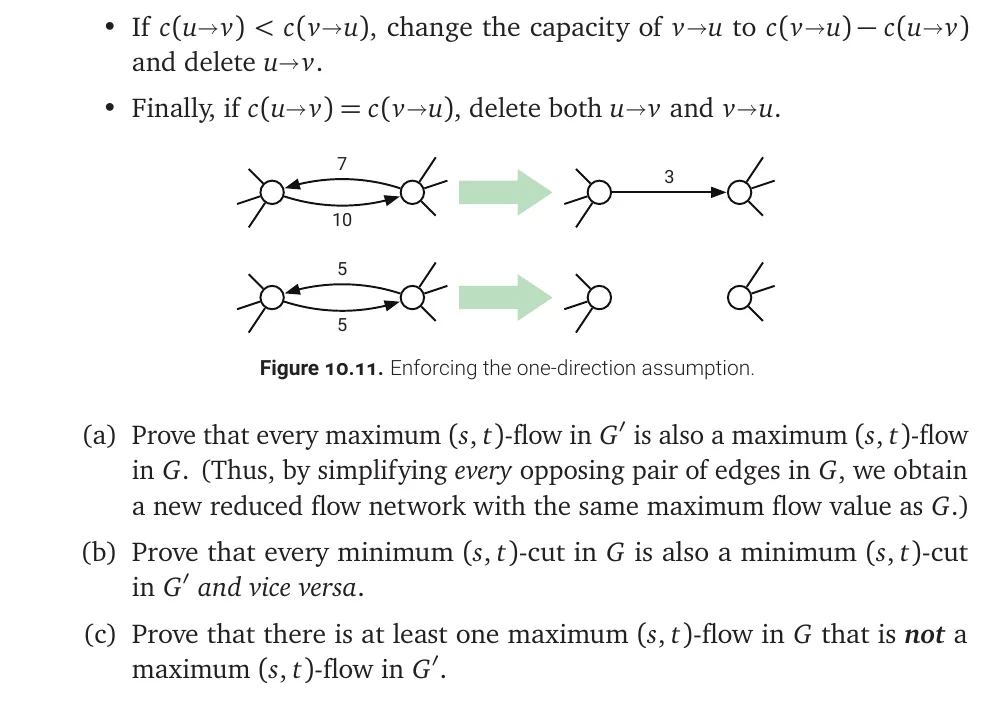 • If c(u→v) < c(v→u), change the capacity of v→u to c(v→u) − c(u→v)
and delete u→v.
• Finally, if c(u→v) = c(v→u), delete both u→v and v→u.
7
10
3
5
5
Figure 10.11. Enforcing the one-direction assumption.
(a) Prove that every maximum (s, t)-flow in G′ is also a maximum (s, t)-flow
in G. (Thus, by simplifying every opposing pair of edges in G, we obtain
a new reduced flow network with the same maximum flow value as G.)
(b) Prove that every minimum (s, t)-cut in G is also a minimum (s, t)-cut
in G′ and vice versa.
(c) Prove that there is at least one maximum (s, t)-flow in G that is not a
maximum (s, t)-flow in G′.